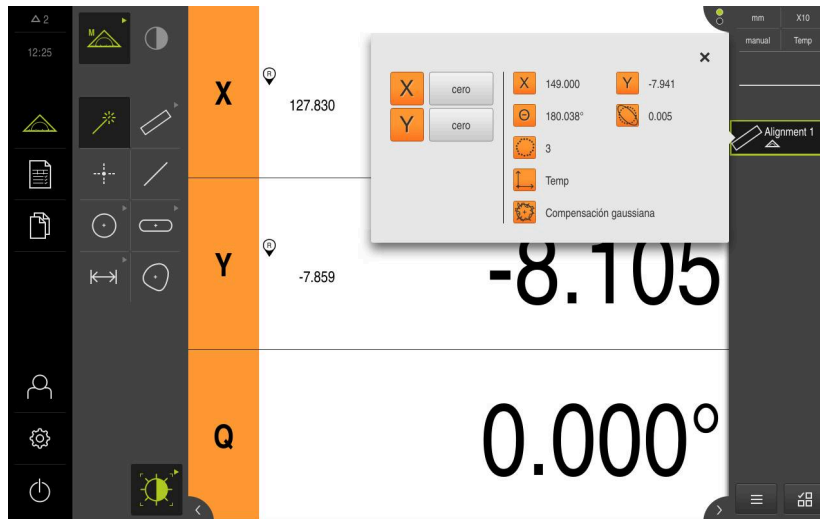 2
12:25
M
X
R
127.830
Y
R
-7.859
-8.105
Q
0.000°
X cero
Y cero
X 149.000 Y -7.941
Θ 180.038° 0.005
3
Temp
Compensación gaussiana
mm X10
manual Temp
Alignment 1